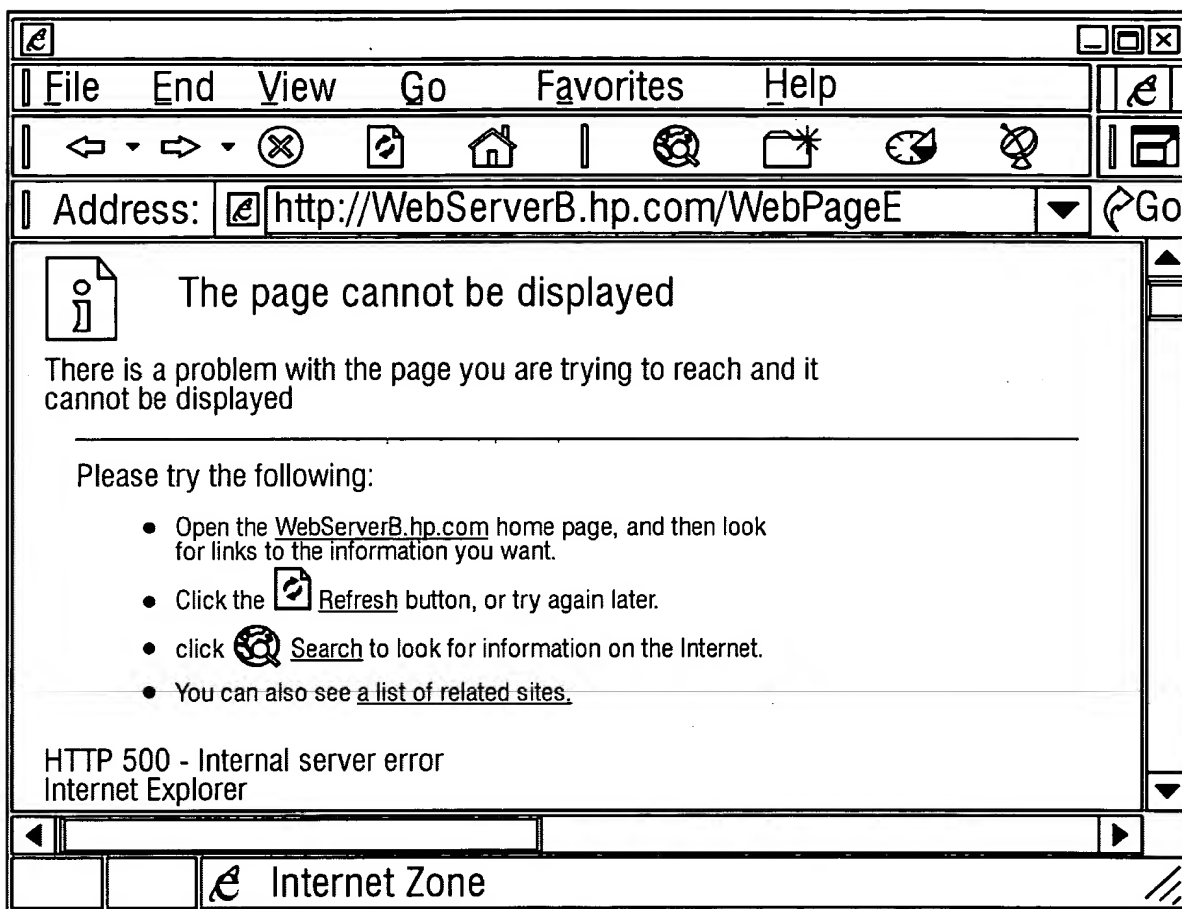 File End View Go Favorites Help
Address: http://WebServerB.hp.com/WebPageE Go
The page cannot be displayed
There is a problem with the page you are trying to reach and it
cannot be displayed
Please try the following:
• Open the WebServerB.hp.com home page, and then look
for links to the information you want.
• Click the Refresh button, or try again later.
• click Search to look for information on the Internet.
• You can also see a list of related sites.
HTTP 500 - Internal server error
Internet Explorer
Internet Zone